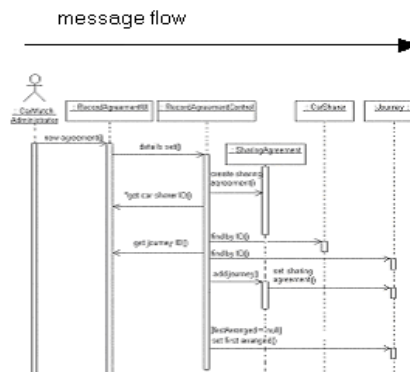 message flow
: CarMatch
Administrator
: RecordAgreementUI
: RecordAgreementControl
: CarSharer
: Journey
new agreement()
details set()
: SharingAgreement
create sharing
agreement()
*get car sharer ID()
find by ID()
get journey ID()
find by ID()
add journey()
set sharing
agreement()
[firstArranged = null]
set first arranged()